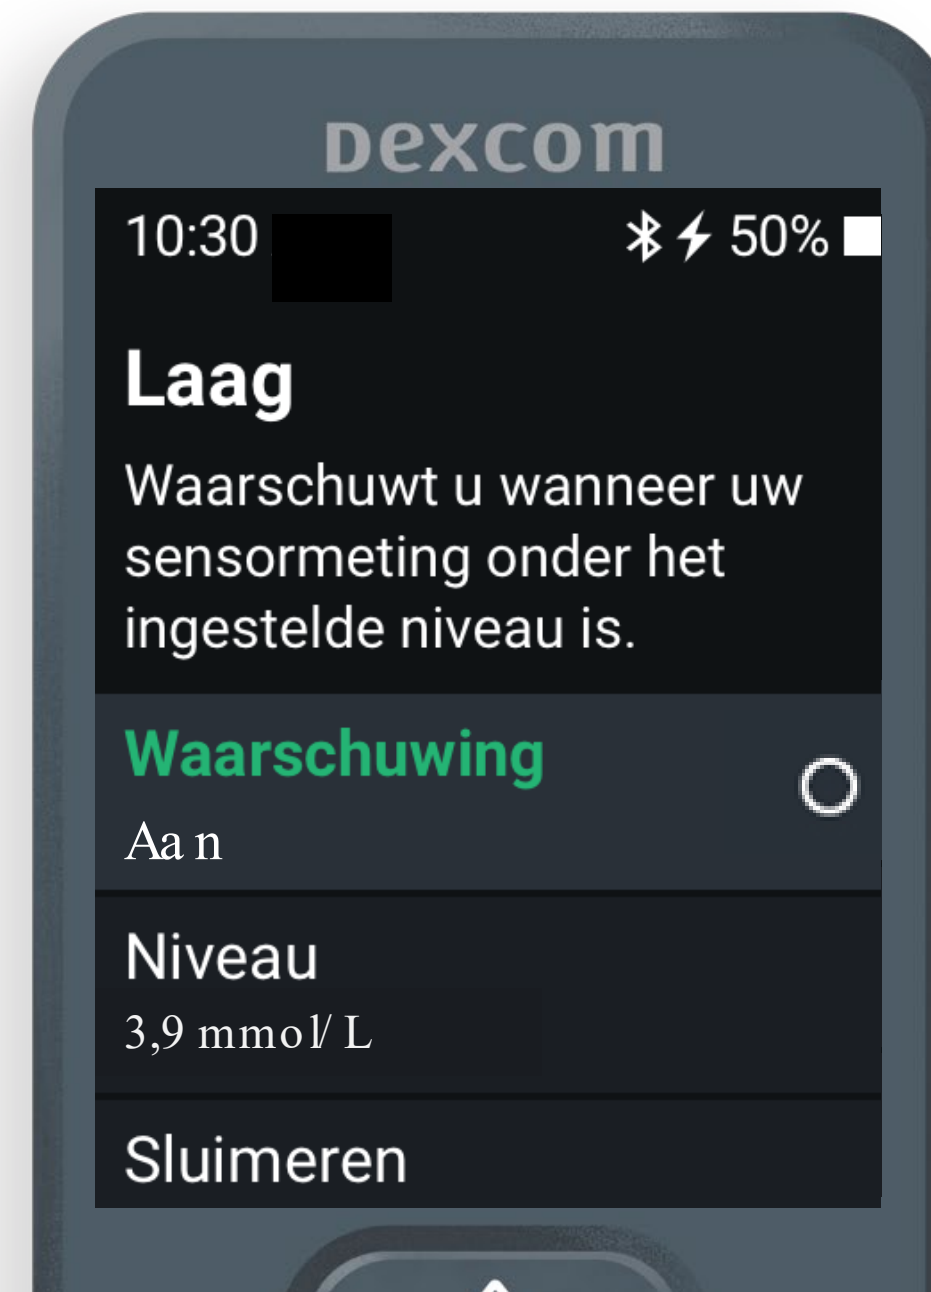 Dexcom
10:30 50%
Laag
Waarschuwt u wanneer uw
sensormeting onder het
ingestelde niveau is.
Waarschuwing
Aan
Niveau
3,9 mmol/L
Sluimeren